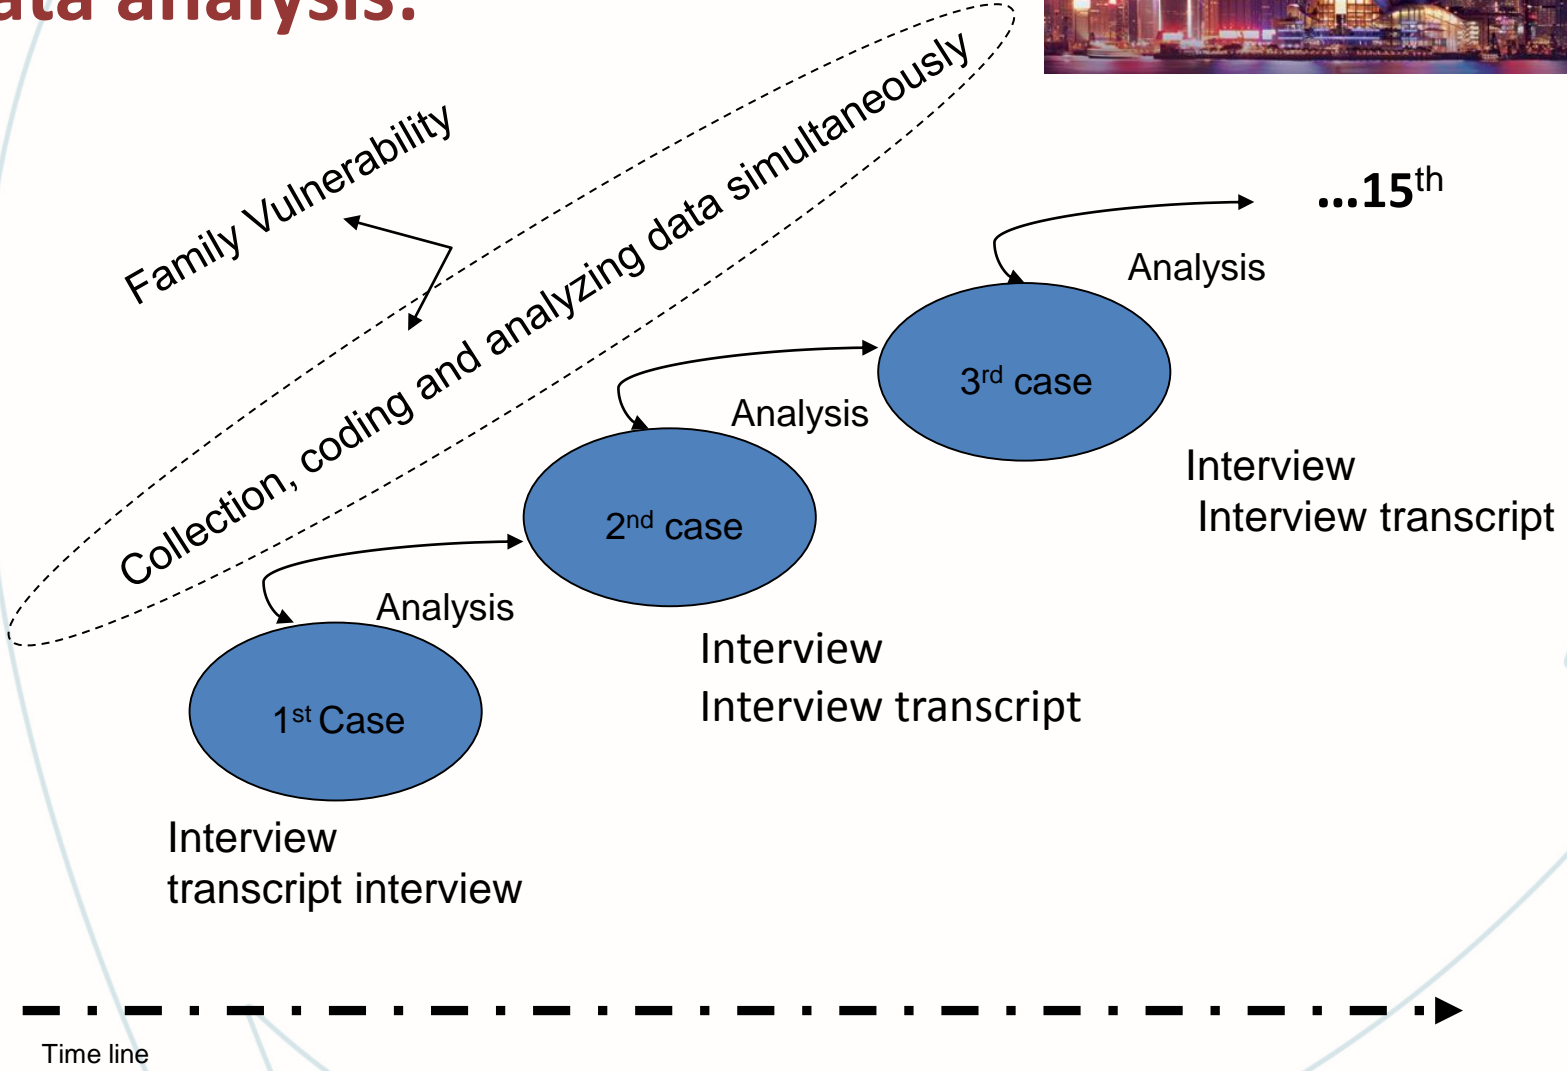 ata analysis:
Family Vulnerability
Collection, coding and analyzing data simultaneously
...15th
Analysis
3rd case
Analysis
Interview
Interview transcript
2nd case
Analysis
Interview
Interview transcript
1st Case
Interview
transcript interview
Time line